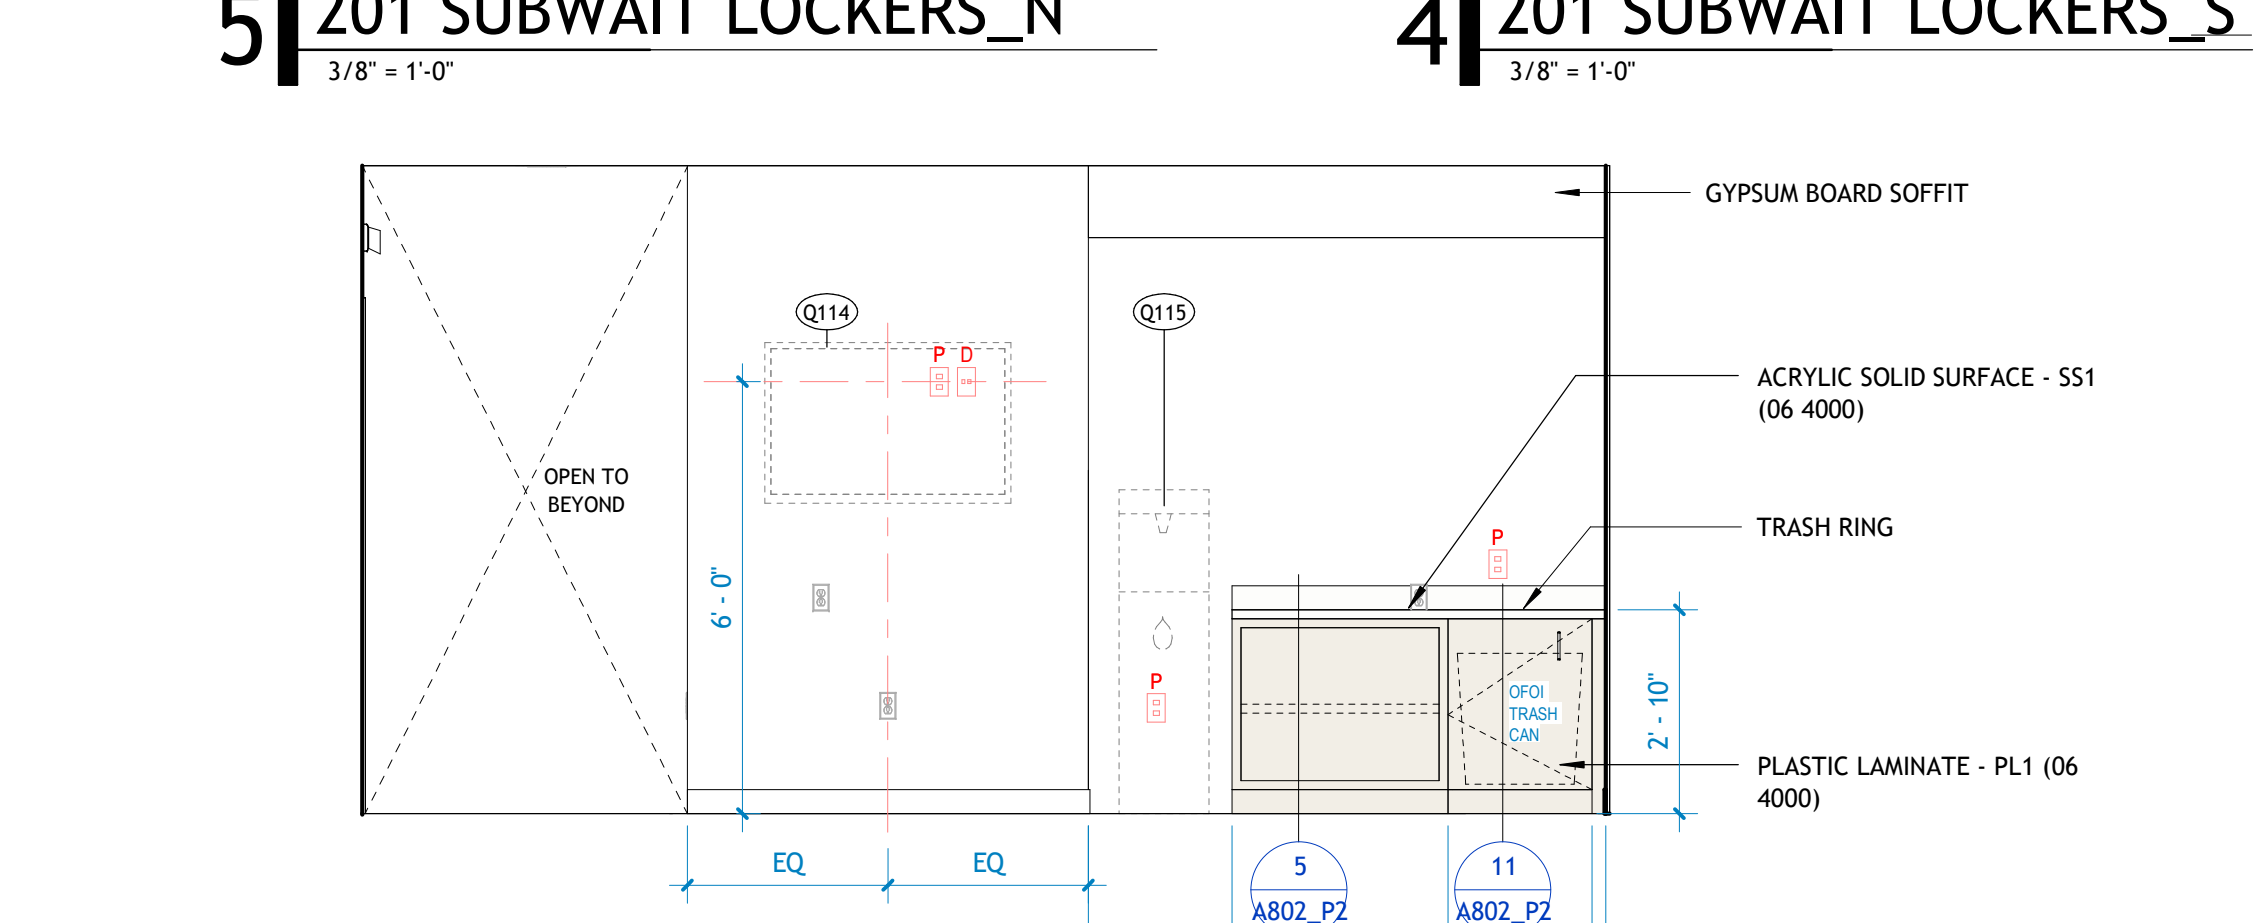 5 201 SUBWAIT LOCKERS_N
3/8" = 1'-0"
4 201 SUBWAIT LOCKERS_S
3/8" = 1'-0"
GYPSUM BOARD SOFFIT
Q114
Q115
P D
ACRYLIC SOLID SURFACE - SS1
(06 4000)
OPEN TO
BEYOND
TRASH RING
P
6' - 0"
P
OFOI
TRASH
CAN
2' - 10"
PLASTIC LAMINATE - PL1 (06
4000)
EQ
EQ
5
A802_P2
11
A802_P2